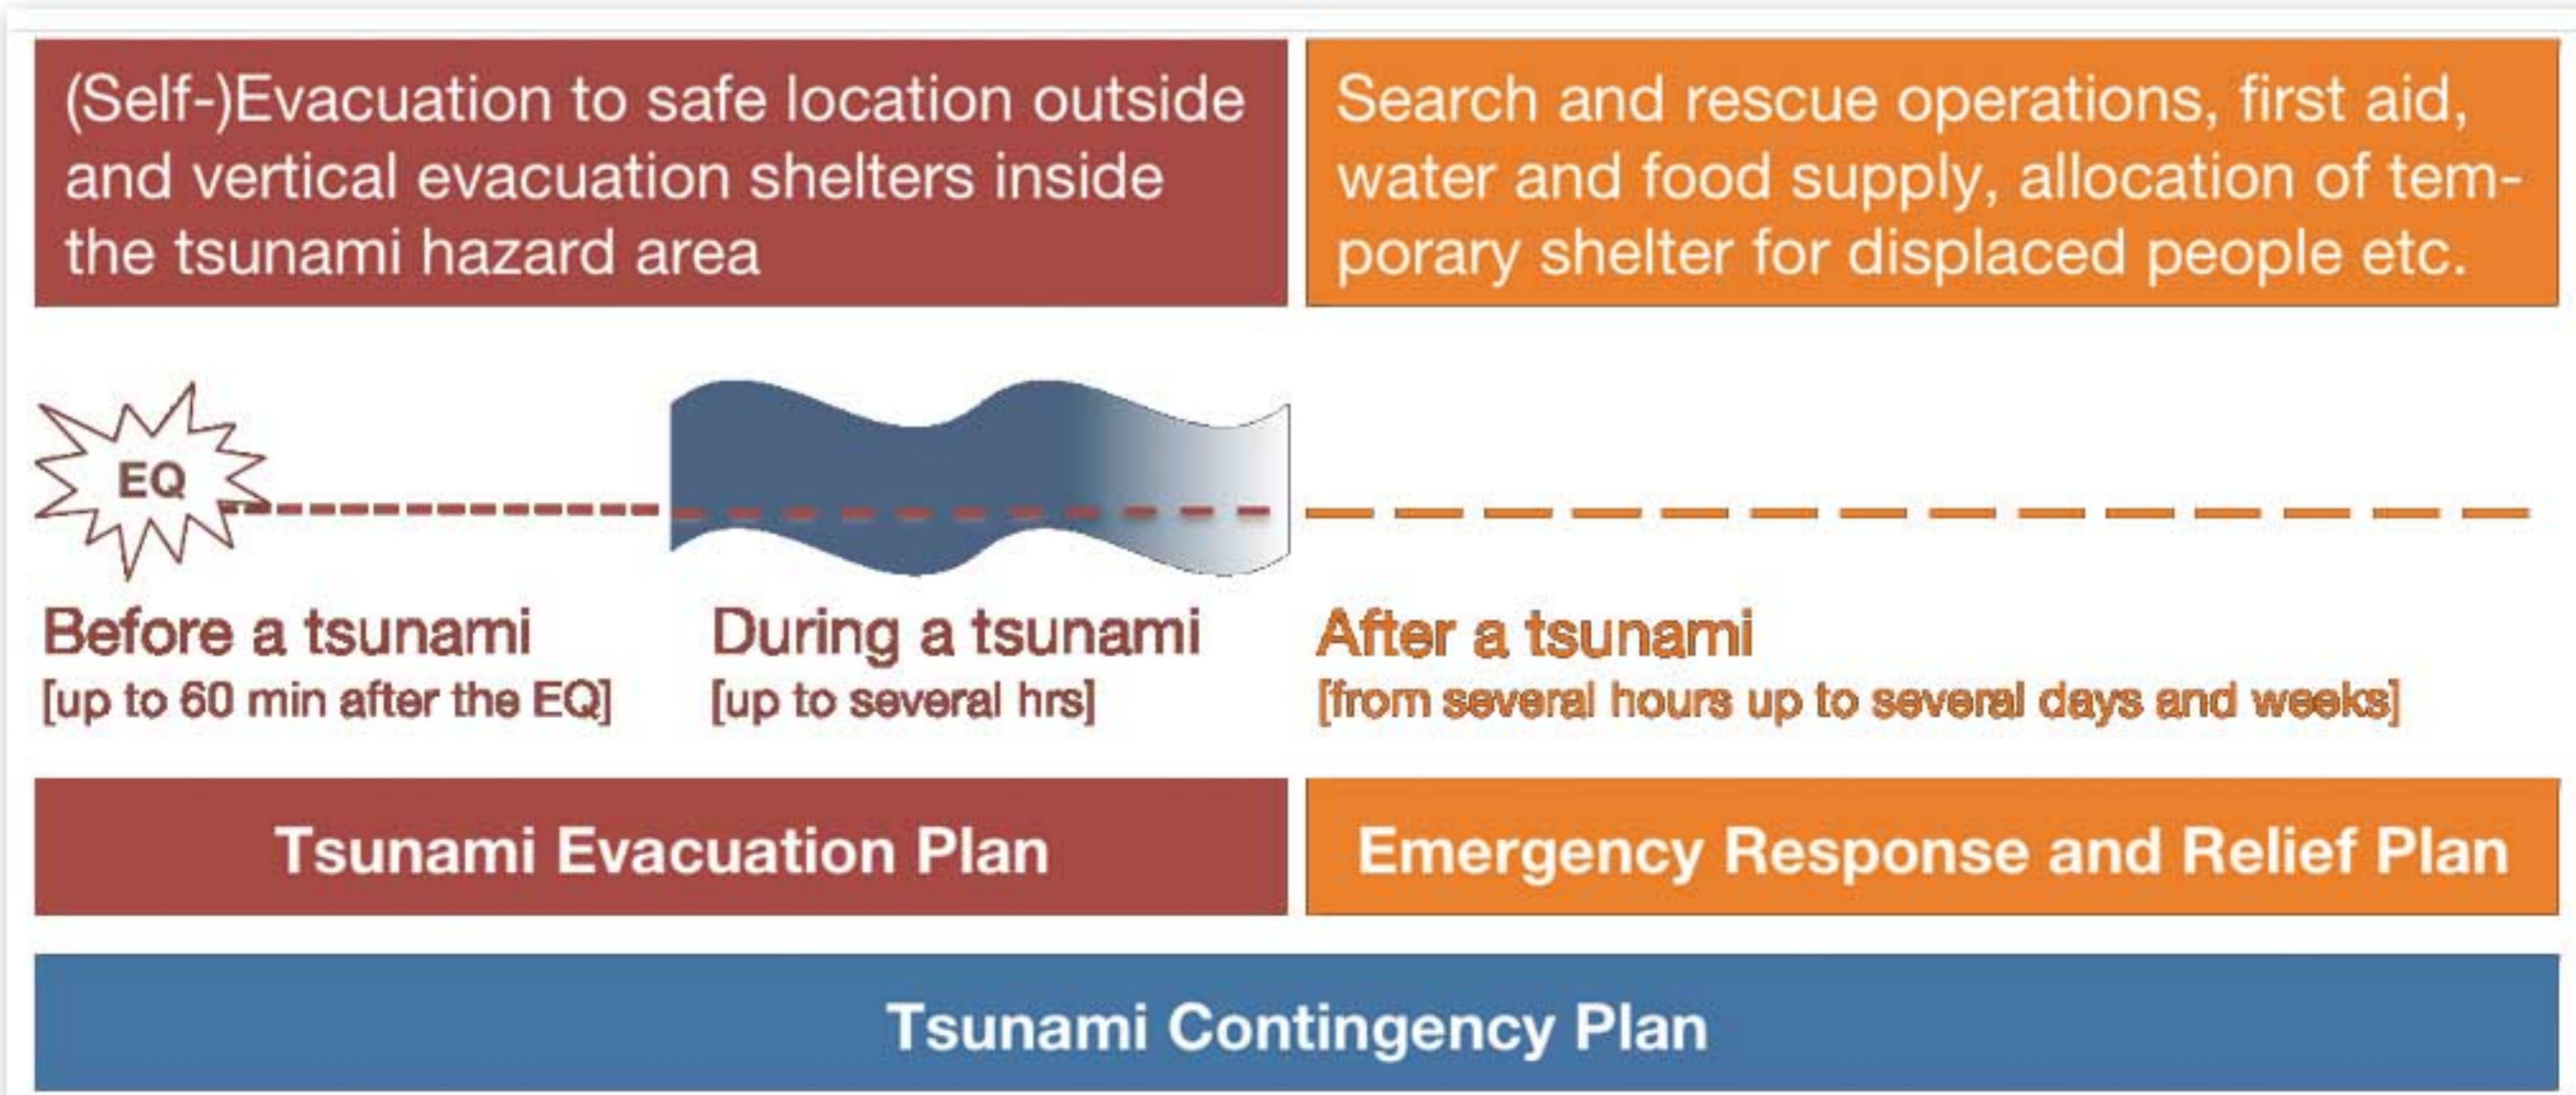 (Self-)Evacuation to safe location outside
and vertical evacuation shelters inside
the tsunami hazard area
Search and rescue operations, first aid,
water and food supply, allocation of tem-
porary shelter for displaced people etc.
EQ
Before a tsunami
[up to 60 min after the EQ]
During a tsunami
[up to several hrs]
After a tsunami
[from several hours up to several days and weeks]
Tsunami Evacuation Plan
Emergency Response and Relief Plan
Tsunami Contingency Plan